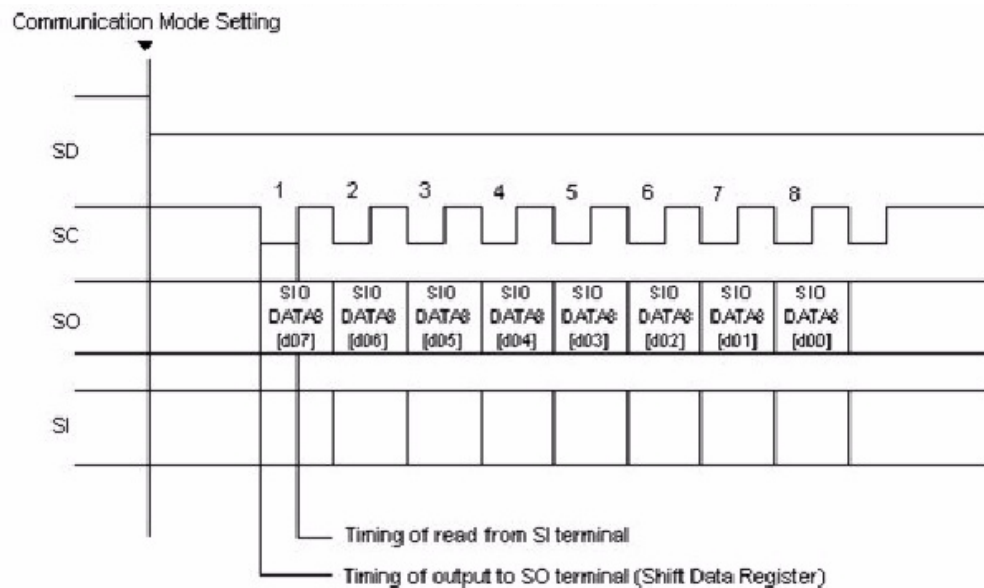 Communication Mode Setting
SD
1 2 3 4 5 6 7 8
SC
SIO SIO SIO SIO SIO SIO SIO SIO
SO DATA8 DATA8 DATA8 DATA8 DATA8 DATA8 DATA8 DATA8
[d07] [d06] [d05] [d04] [d03] [d02] [d01] [d00]
SI
Timing of read from SI terminal
Timing of output to SO terminal (Shift Data Register)